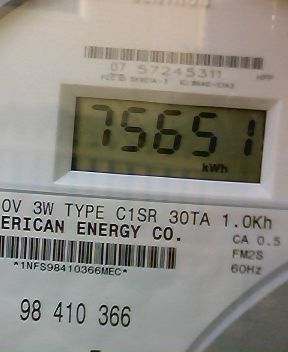 07 57245311
75651
kWh
0V 3W TYPE C1SR 30TA 1.0Kh
ERICAN ENERGY CO.
CA 0.5
FM2S
*1NFS98410366MEC*
60Hz
98 410 366